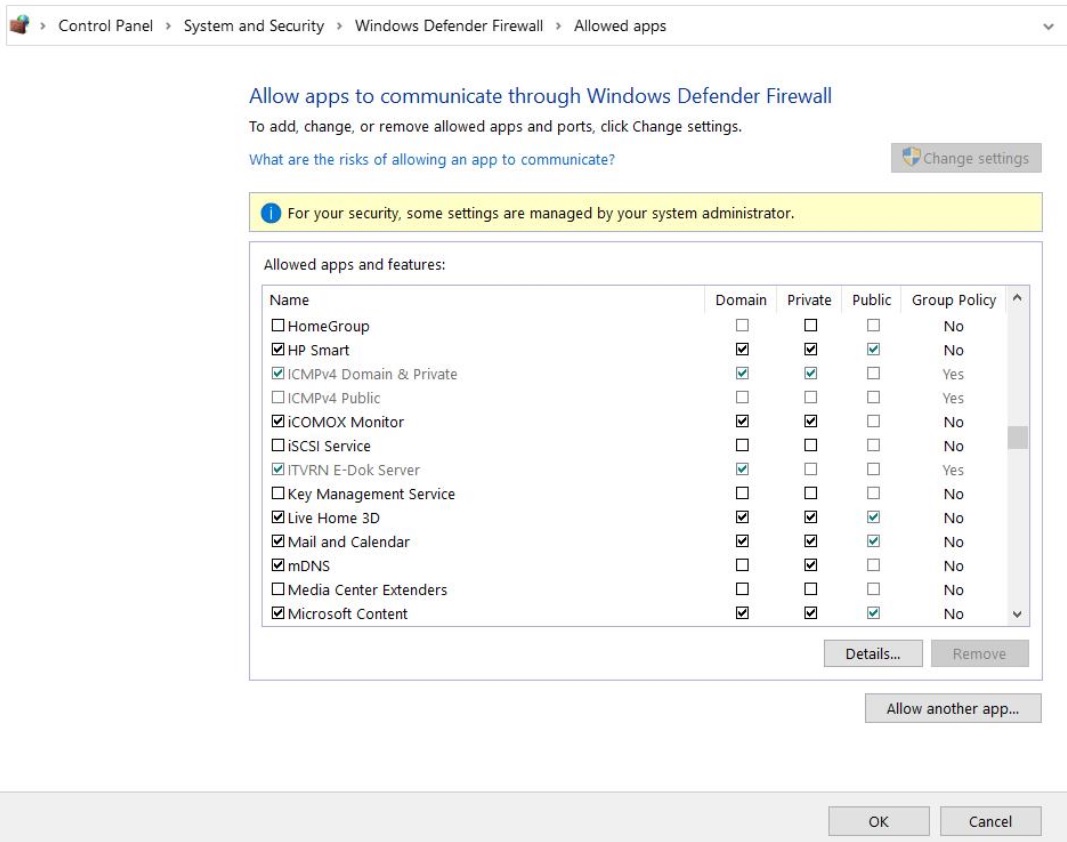 Control Panel > System and Security > Windows Defender Firewall > Allowed apps
Allow apps to communicate through Windows Defender Firewall
To add, change, or remove allowed apps and ports, click Change settings.
What are the risks of allowing an app to communicate?
Change settings
For your security, some settings are managed by your system administrator.
Allowed apps and features:
Name Domain Private Public Group Policy
HomeGroup No
HP Smart No
ICMPv4 Domain & Private Yes
ICMPv4 Public Yes
iCOMOX Monitor No
iSCSI Service No
ITVRN E-Dok Server Yes
Key Management Service No
Live Home 3D No
Mail and Calendar No
mDNS No
Media Center Extenders No
Microsoft Content No
Details... Remove
Allow another app...
OK Cancel